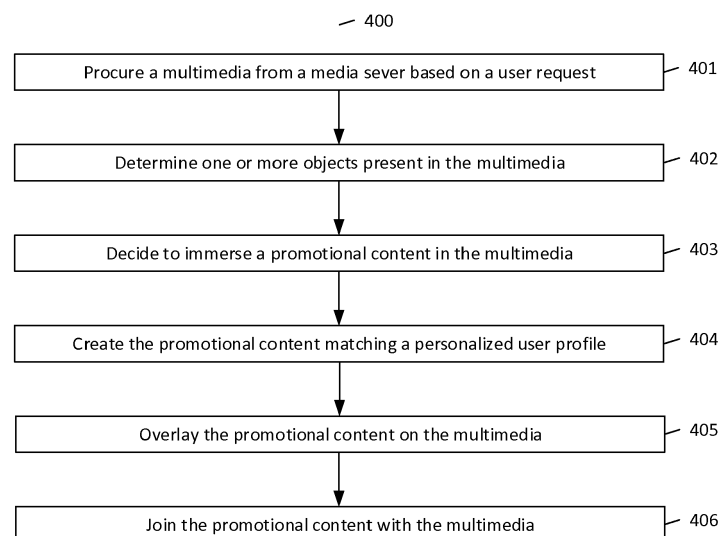 400
Procure a multimedia from a media sever based on a user request 401
Determine one or more objects present in the multimedia 402
Decide to immerse a promotional content in the multimedia 403
Create the promotional content matching a personalized user profile 404
Overlay the promotional content on the multimedia 405
Join the promotional content with the multimedia 406